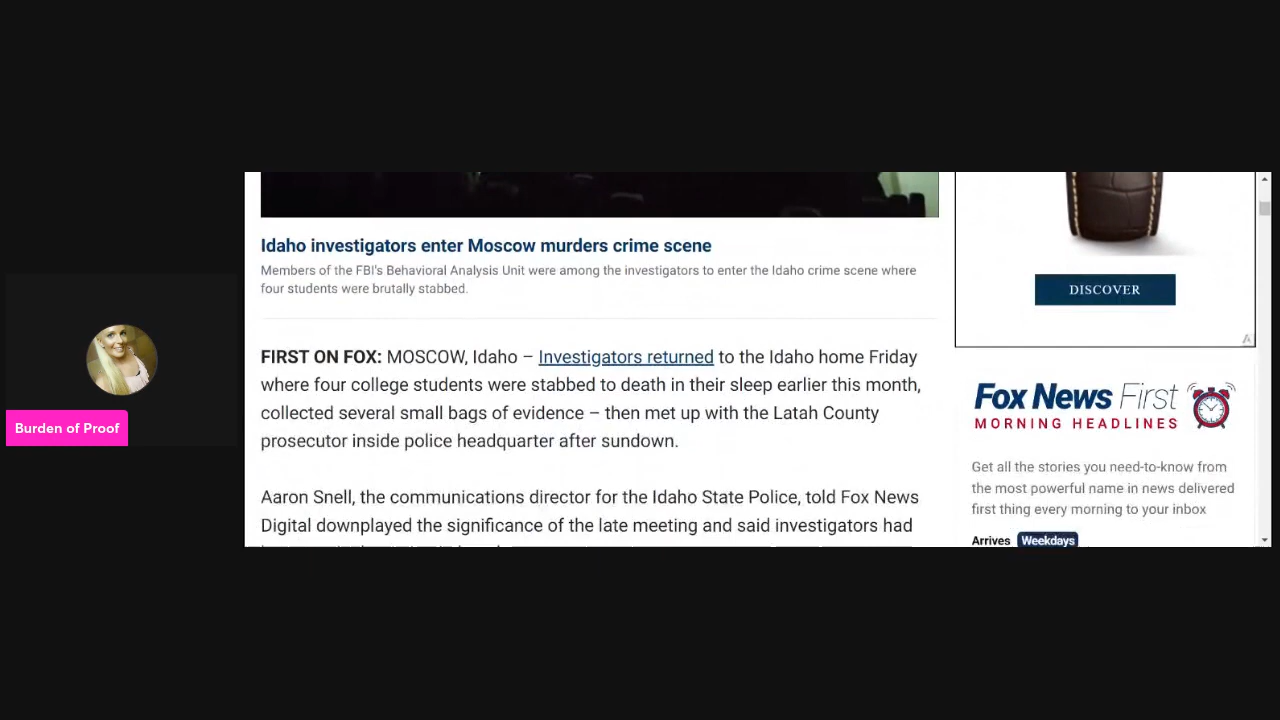 Idaho investigators enter Moscow murders crime scene
Members of the FBI's Behavioral Analysis Unit were among the investigators to enter the Idaho crime scene where
four students were brutally stabbed.
FIRST ON FOX: MOSCOW, Idaho – Investigators returned to the Idaho home Friday
where four college students were stabbed to death in their sleep earlier this month,
collected several small bags of evidence – then met up with the Latah County
prosecutor inside police headquarter after sundown.
Aaron Snell, the communications director for the Idaho State Police, told Fox News
Digital downplayed the significance of the late meeting and said investigators had
DISCOVER
Fox News First
MORNING HEADLINES
Get all the stories you need-to-know from
the most powerful name in news delivered
first thing every morning to your inbox
Arrives Weekdays
Burden of Proof